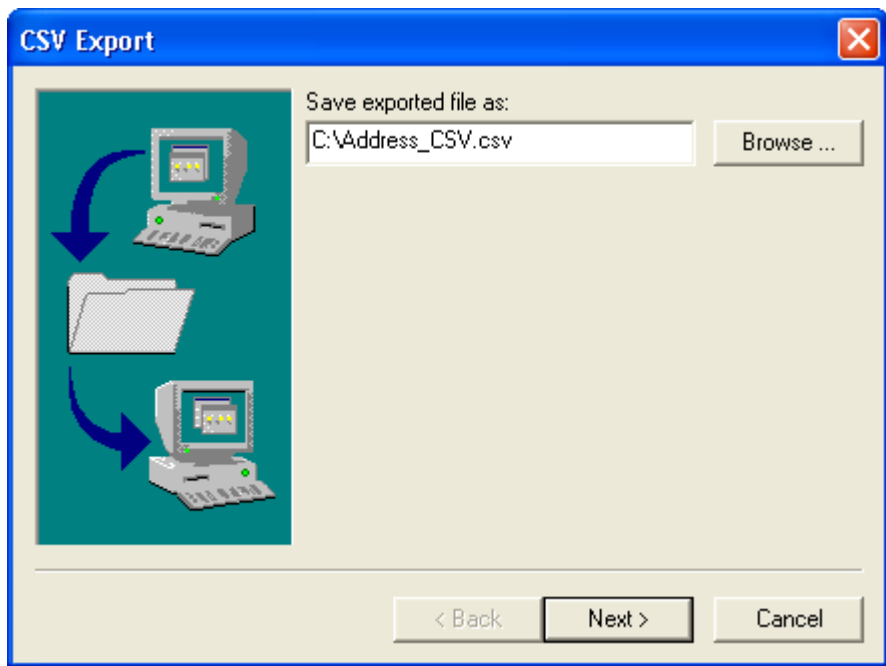 CSV Export
Save exported file as:
C:\Address_CSV.csv
Browse ...
< Back
Next >
Cancel